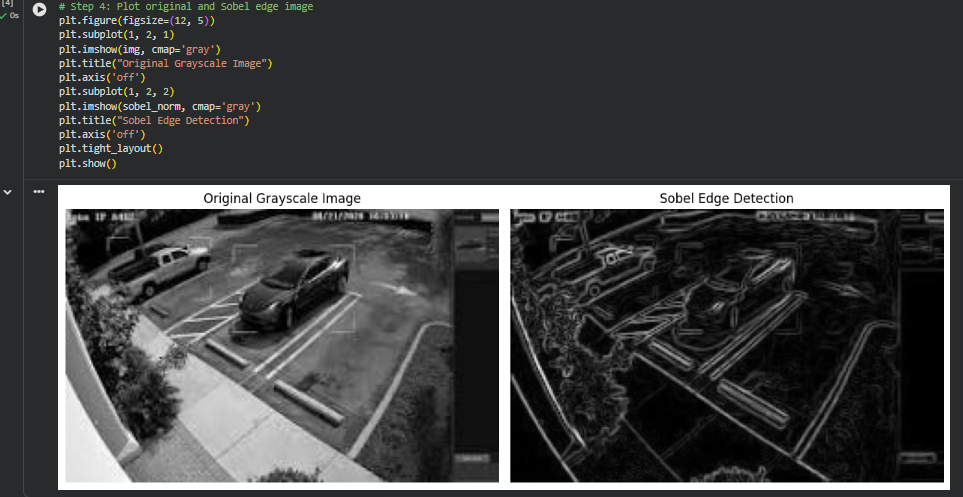 [4]
0s
# Step 4: Plot original and Sobel edge image
plt.figure(figsize=(12, 5))
plt.subplot(1, 2, 1)
plt.imshow(img, cmap='gray')
plt.title("Original Grayscale Image")
plt.axis('off')
plt.subplot(1, 2, 2)
plt.imshow(sobel_norm, cmap='gray')
plt.title("Sobel Edge Detection")
plt.axis('off')
plt.tight_layout()
plt.show()
Original Grayscale Image
Sobel Edge Detection